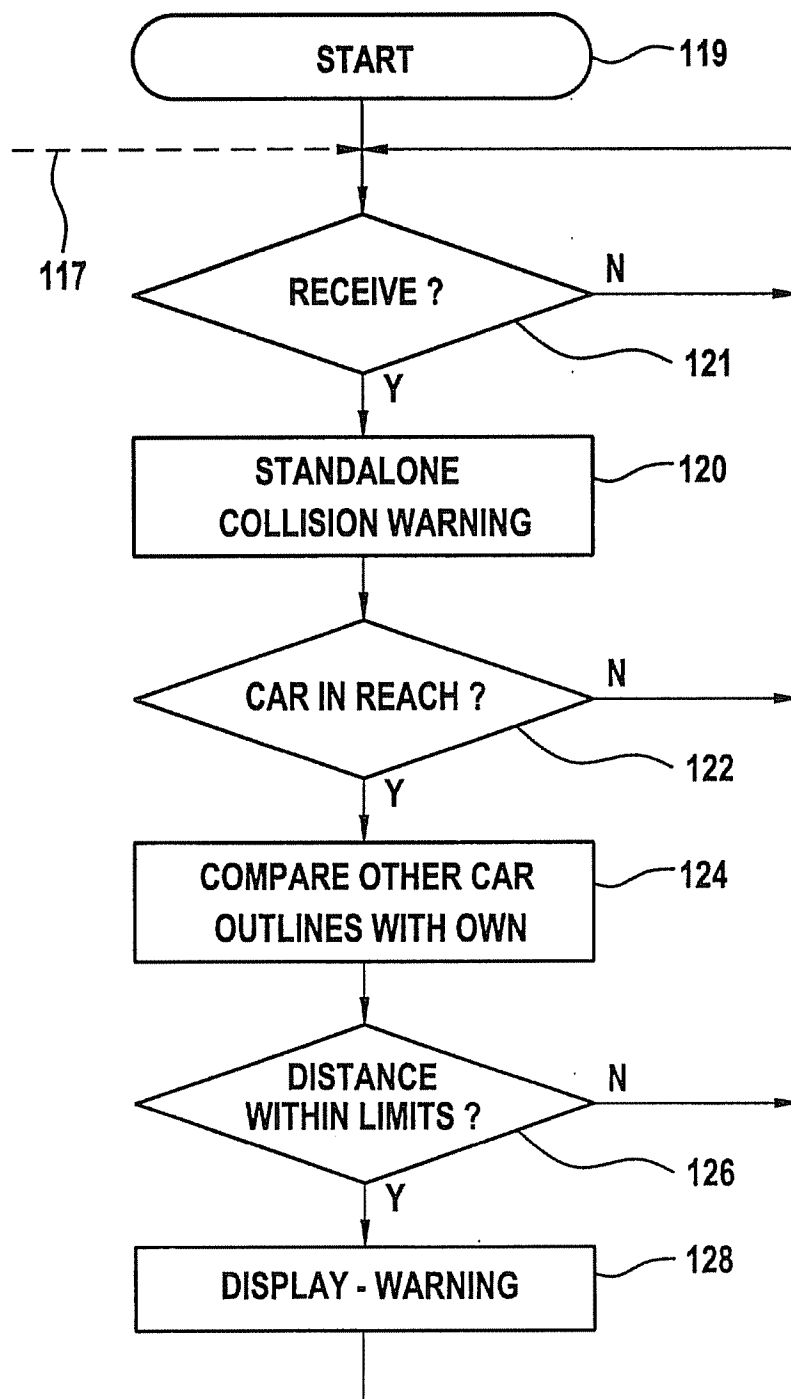 START
119
117
RECEIVE ?
N
121
Y
STANDALONE
COLLISION WARNING
120
CAR IN REACH ?
N
122
Y
COMPARE OTHER CAR
OUTLINES WITH OWN
124
DISTANCE
WITHIN LIMITS ?
N
126
Y
DISPLAY - WARNING
128